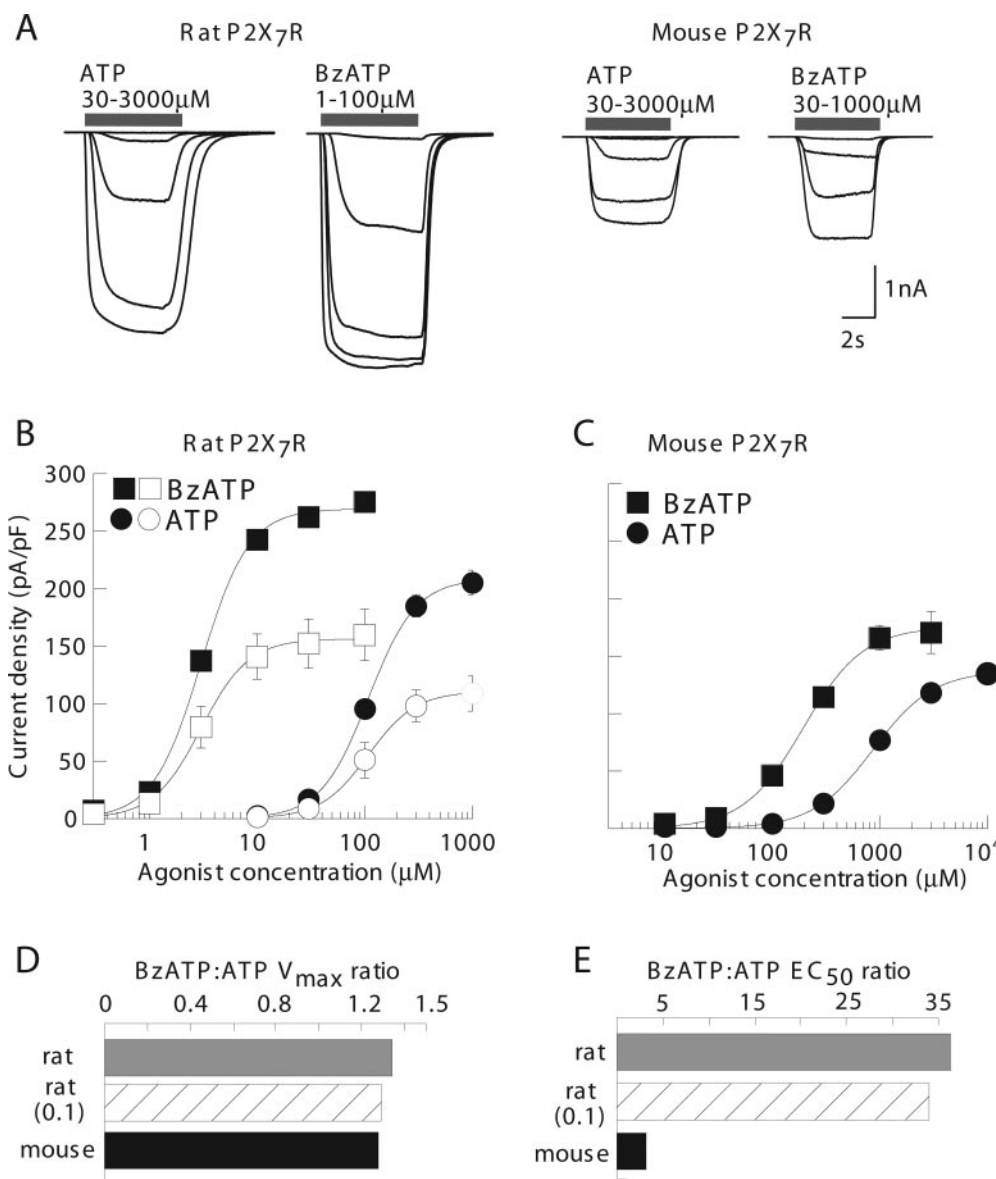 A
Rat P2X7R
Mouse P2X7R
ATP
30-3000μM
BzATP
1-100μM
ATP
30-3000μM
BzATP
30-1000μM
1nA
2s
B
Rat P2X7R
C
Mouse P2X7R
300
250
200
150
100
50
0
Current density (pA/pF)
BzATP
ATP
1 10 100 1000
Agonist concentration (μM)
BzATP
ATP
10 100 1000 10⁴
Agonist concentration (μM)
D
BzATP:ATP Vmax ratio
0 0.4 0.8 1.2 1.5
rat
rat
(0.1)
mouse
E
BzATP:ATP EC50 ratio
5 15 25 35
rat
rat
(0.1)
mouse